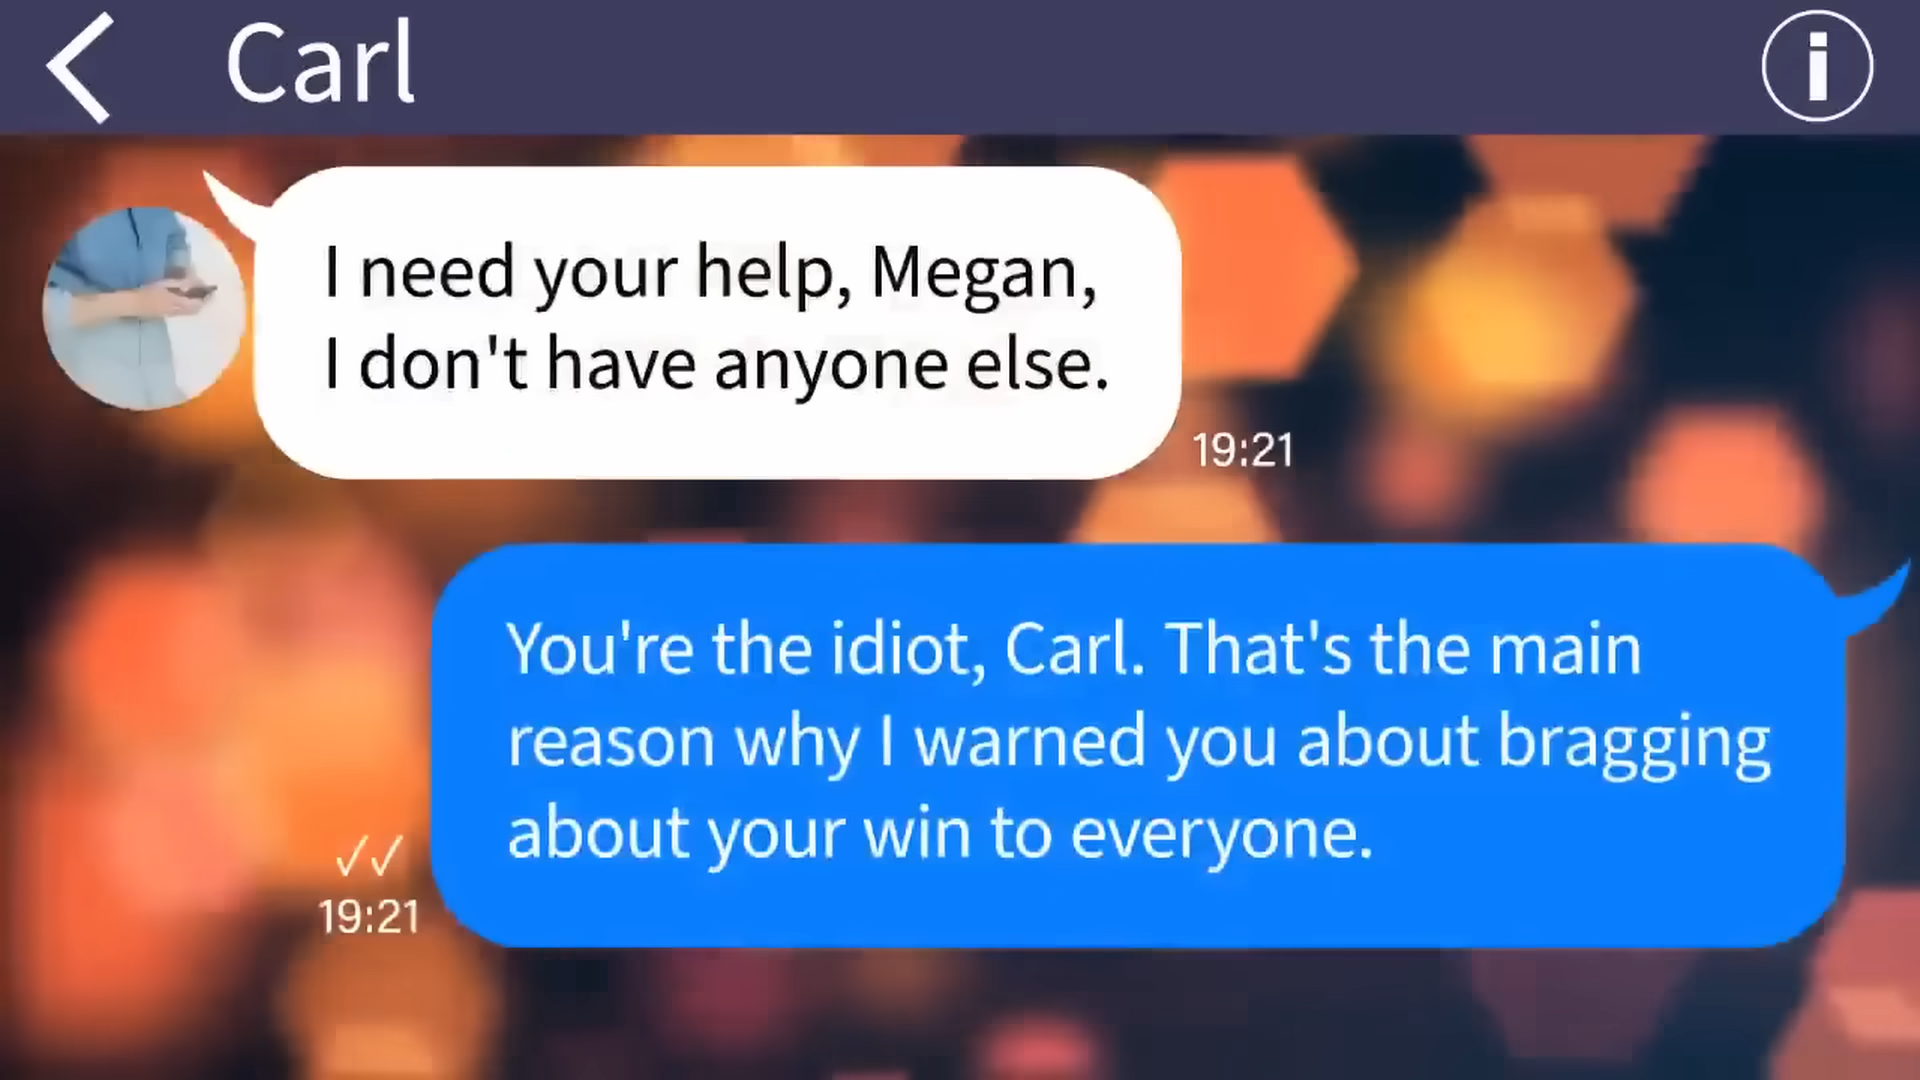 Carl
I need your help, Megan,
I don't have anyone else.
19:21
You're the idiot, Carl. That's the main
reason why I warned you about bragging
about your win to everyone.
✓✓
19:21